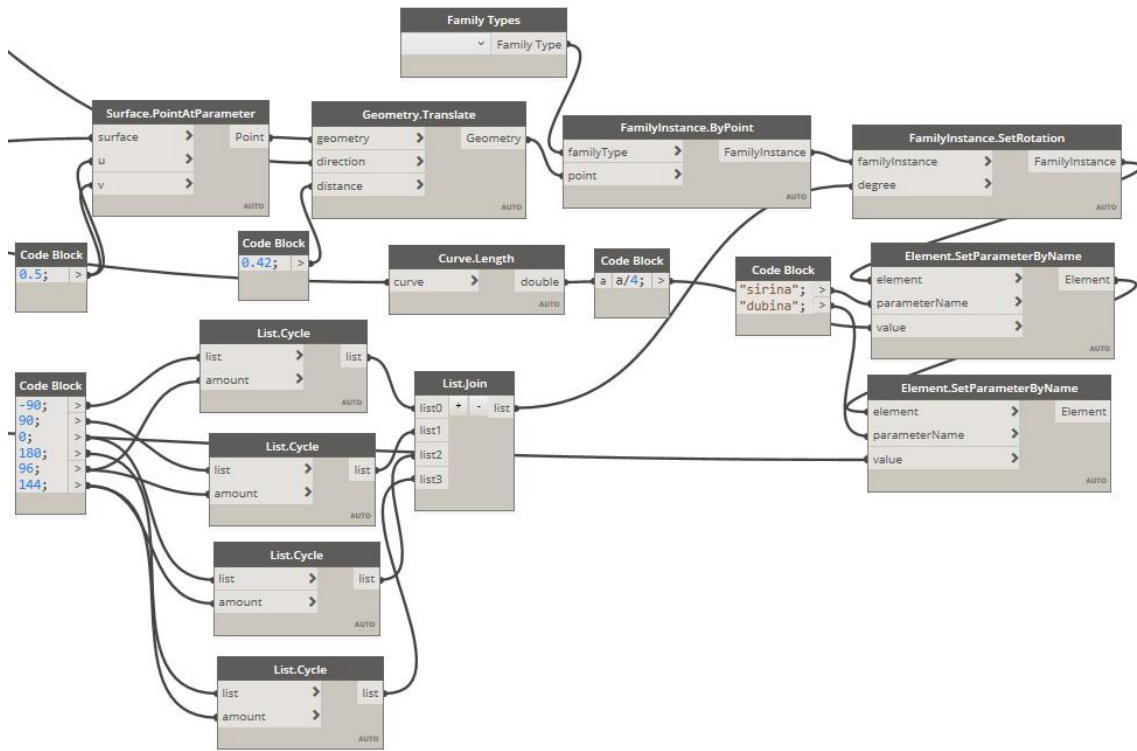 Family Types
Family Type
Surface.PointAtParameter
surface > Point
u >
v >
AUTO
Geometry.Translate
geometry > Geometry
direction >
distance >
AUTO
FamilyInstance.ByPoint
familyType > FamilyInstance
point >
AUTO
FamilyInstance.SetRotation
familyInstance > FamilyInstance
degree >
AUTO
Code Block
0.5; >
Code Block
0.42; >
Curve.Length
curve > double
AUTO
Code Block
a a/4; >
Code Block
"sirina"; >
"dubina"; >
Element.SetParameterByName
element > Element
parameterName >
value >
AUTO
Element.SetParameterByName
element > Element
parameterName >
value >
AUTO
Code Block
-90; >
90; >
0; >
180; >
96; >
144; >
List.Cycle
list > list
amount >
AUTO
List.Cycle
list > list
amount >
AUTO
List.Cycle
list > list
amount >
AUTO
List.Cycle
list > list
amount >
AUTO
List.Join
list0 + - list
list1
list2
list3
AUTO